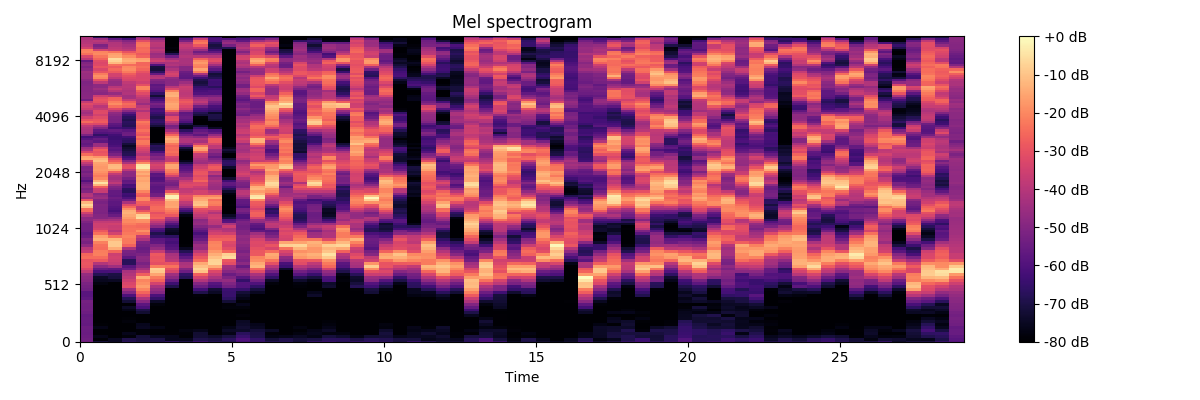 Mel spectrogram
Hz
8192
4096
2048
1024
512
0
0 5 10 15 20 25
Time
+0 dB
-10 dB
-20 dB
-30 dB
-40 dB
-50 dB
-60 dB
-70 dB
-80 dB